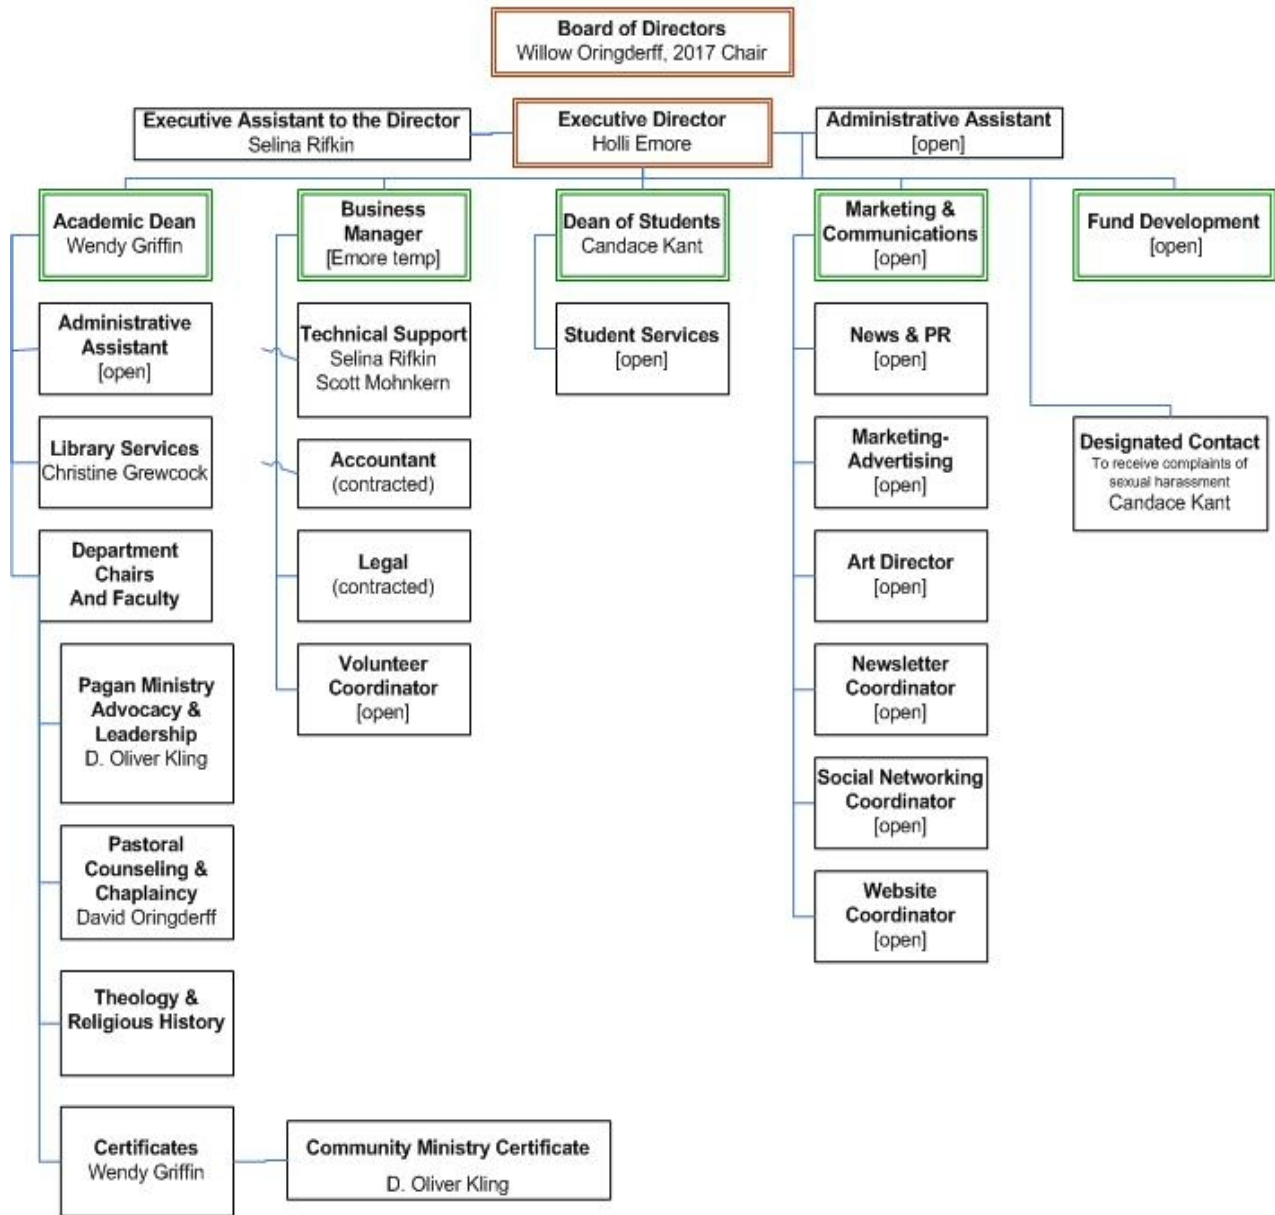 Board of Directors
Willow Oringderff, 2017 Chair
Executive Assistant to the Director
Selina Rifkin
Executive Director
Holli Emore
Administrative Assistant
[open]
Academic Dean
Wendy Griffin
Business
Manager
[Emore temp]
Dean of Students
Candace Kant
Marketing &
Communications
[open]
Fund Development
[open]
Administrative
Assistant
[open]
Technical Support
Selina Rifkin
Scott Mohnkern
Student Services
[open]
News & PR
[open]
Library Services
Christine Grewcock
Accountant
(contracted)
Marketing-
Advertising
[open]
Designated Contact
To receive complaints of
sexual harassment
Candace Kant
Department
Chairs
And Faculty
Legal
(contracted)
Art Director
[open]
Pagan Ministry
Advocacy &
Leadership
D. Oliver Kling
Volunteer
Coordinator
[open]
Newsletter
Coordinator
[open]
Social Networking
Coordinator
[open]
Pastoral
Counseling &
Chaplaincy
David Oringderff
Website
Coordinator
[open]
Theology &
Religious History
Certificates
Wendy Griffin
Community Ministry Certificate
D. Oliver Kling